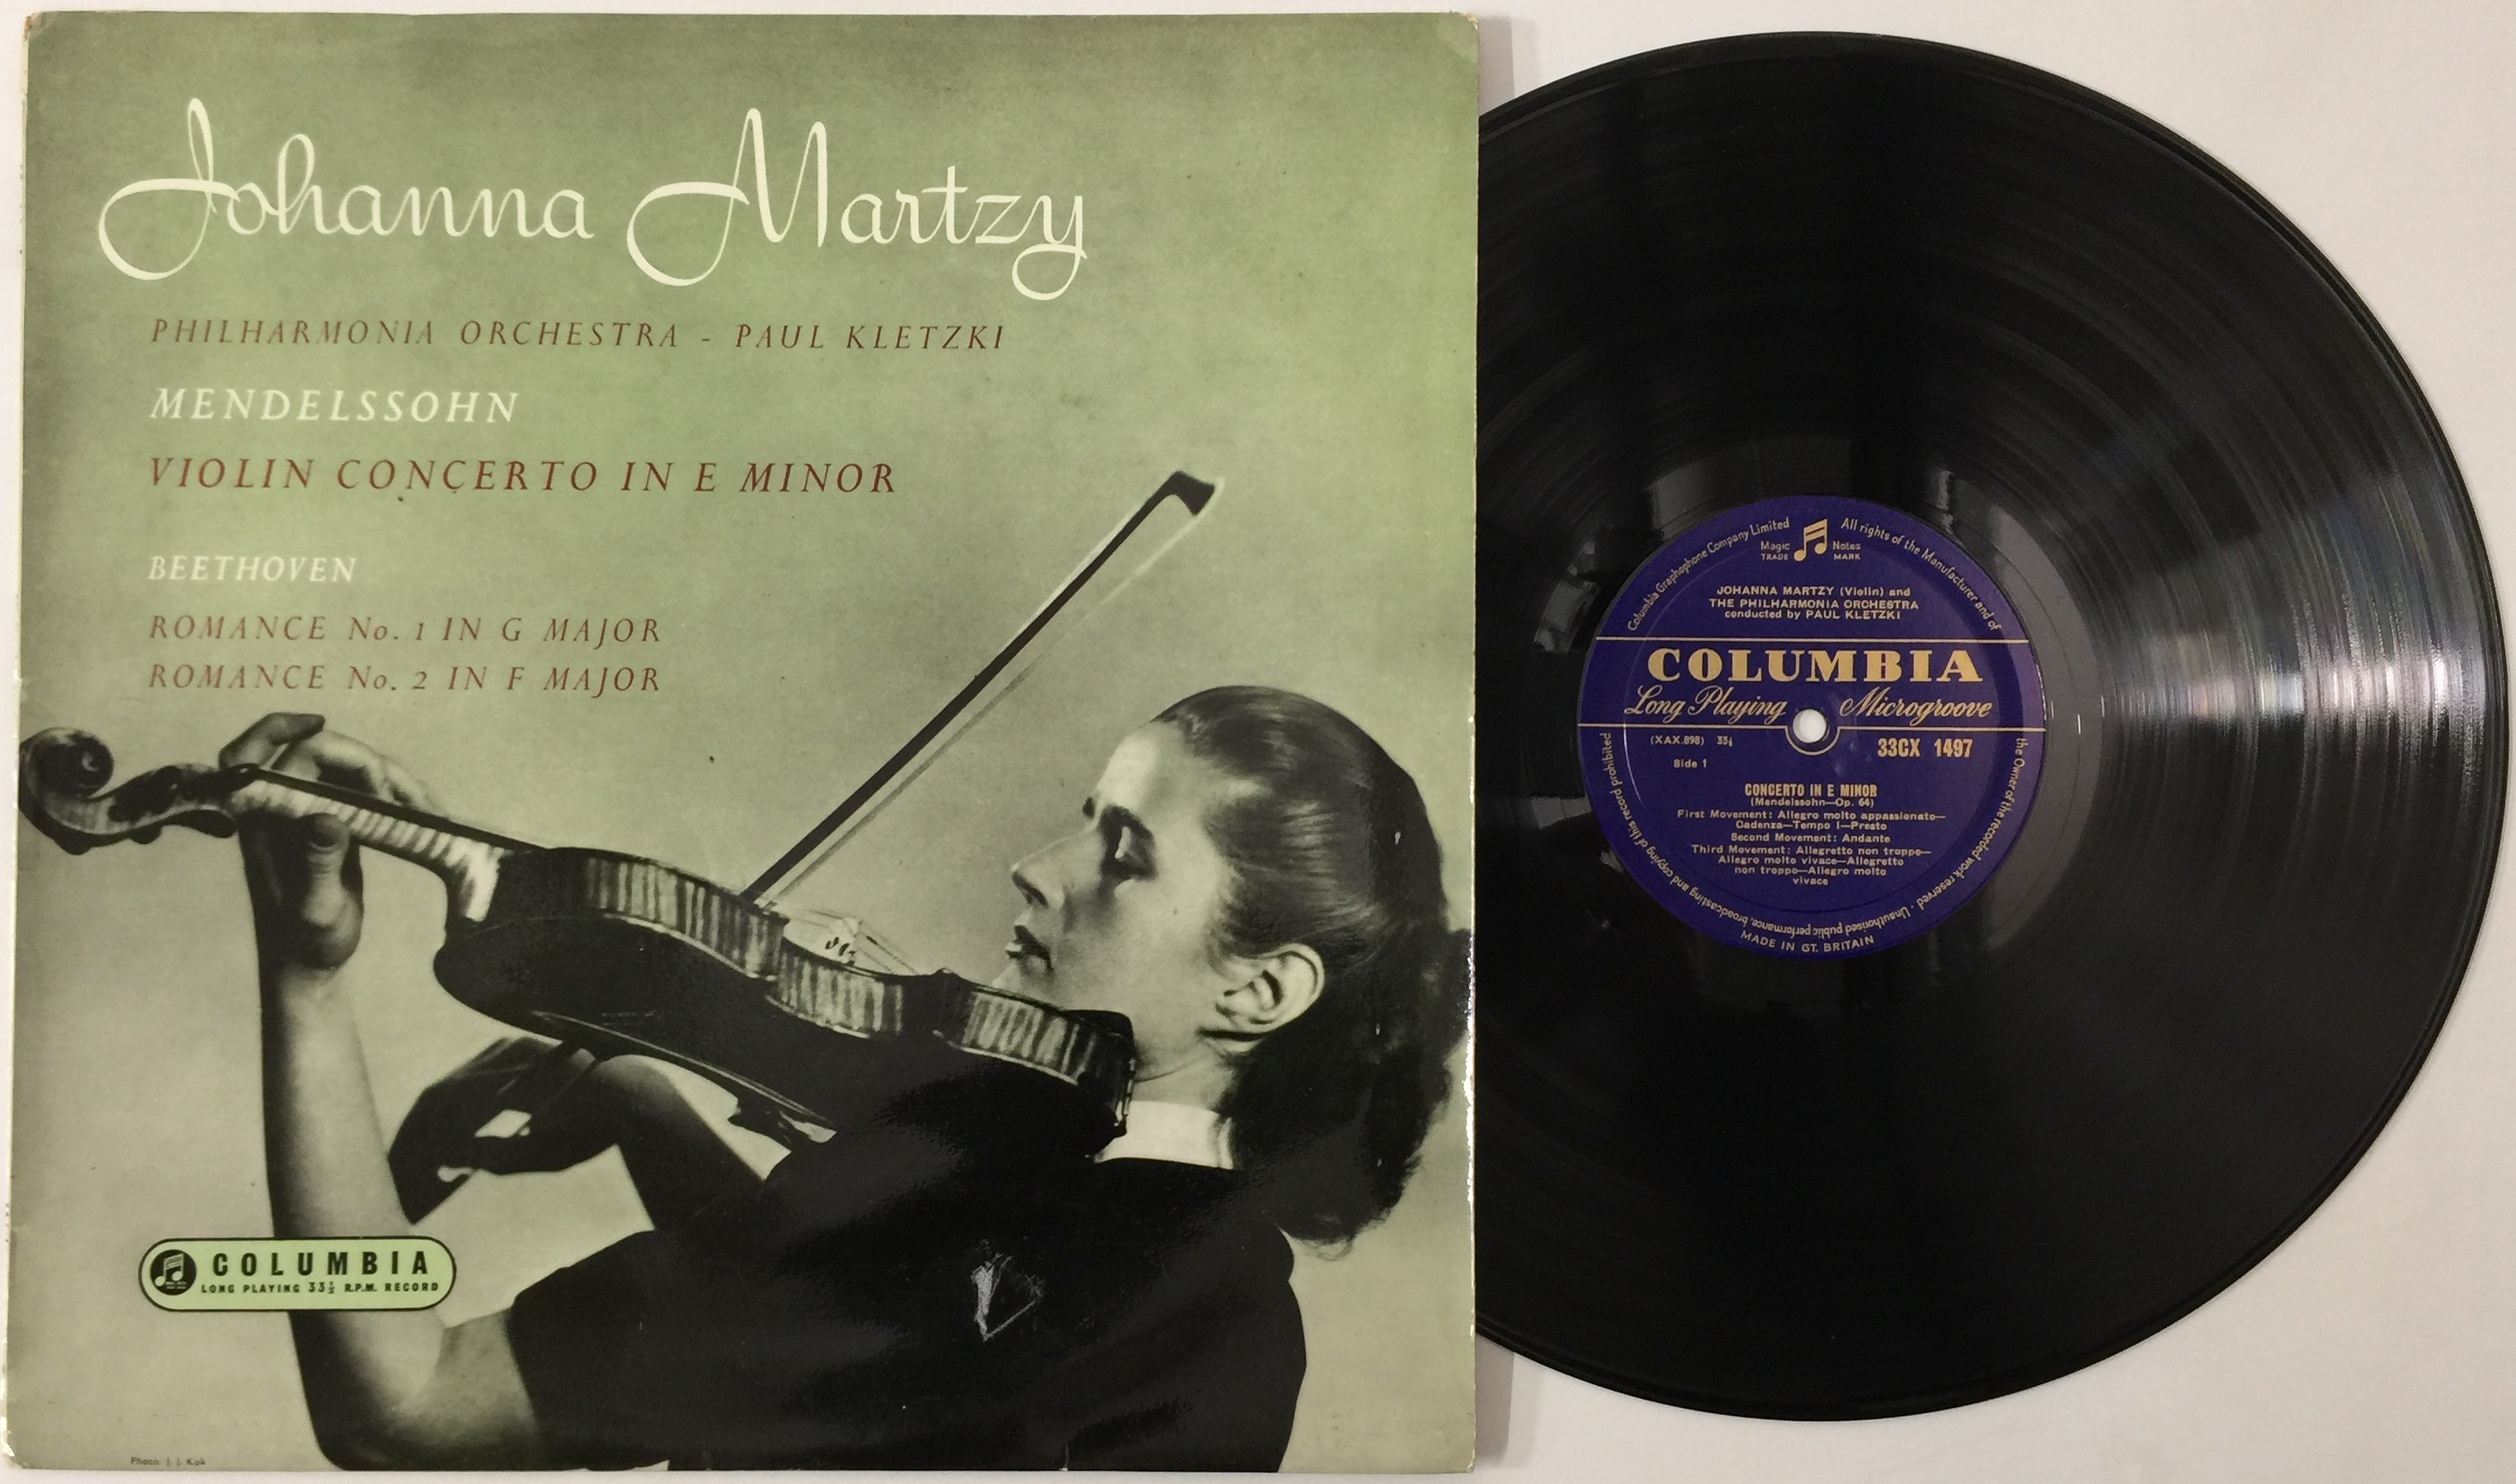 Johanna Martzy
PHILHARMONIA ORCHESTRA - PAUL KLETZKI
MENDELSSOHN
VIOLIN CONCERTO IN E MINOR
BEETHOVEN
ROMANCE No. 1 IN G MAJOR
ROMANCE No. 2 IN F MAJOR
COLUMBIA
LONG PLAYING 33⅓ R.P.M. RECORD
Photo J. J. Kok
Columbia Graphophone Company Limited
All rights of the Manufacturer and of the Owner of the recorded work reserved · Unauthorised public performance, broadcasting and copying of this record prohibited
Magic Notes
TRADE MARK
JOHANNA MARTZY (Violin) and
THE PHILHARMONIA ORCHESTRA
conducted by PAUL KLETZKI
COLUMBIA
Long Playing Microgroove
(XAX.898) 33⅓ 33CX 1497
Side 1
CONCERTO IN E MINOR
(Mendelssohn—Op. 64)
First Movement: Allegro molto appassionato—
Cadenza—Tempo I—Presto
Second Movement: Andante
Third Movement: Allegretto non troppo—
Allegro molto vivace—Allegretto
non troppo—Allegro molto
vivace
MADE IN GT. BRITAIN